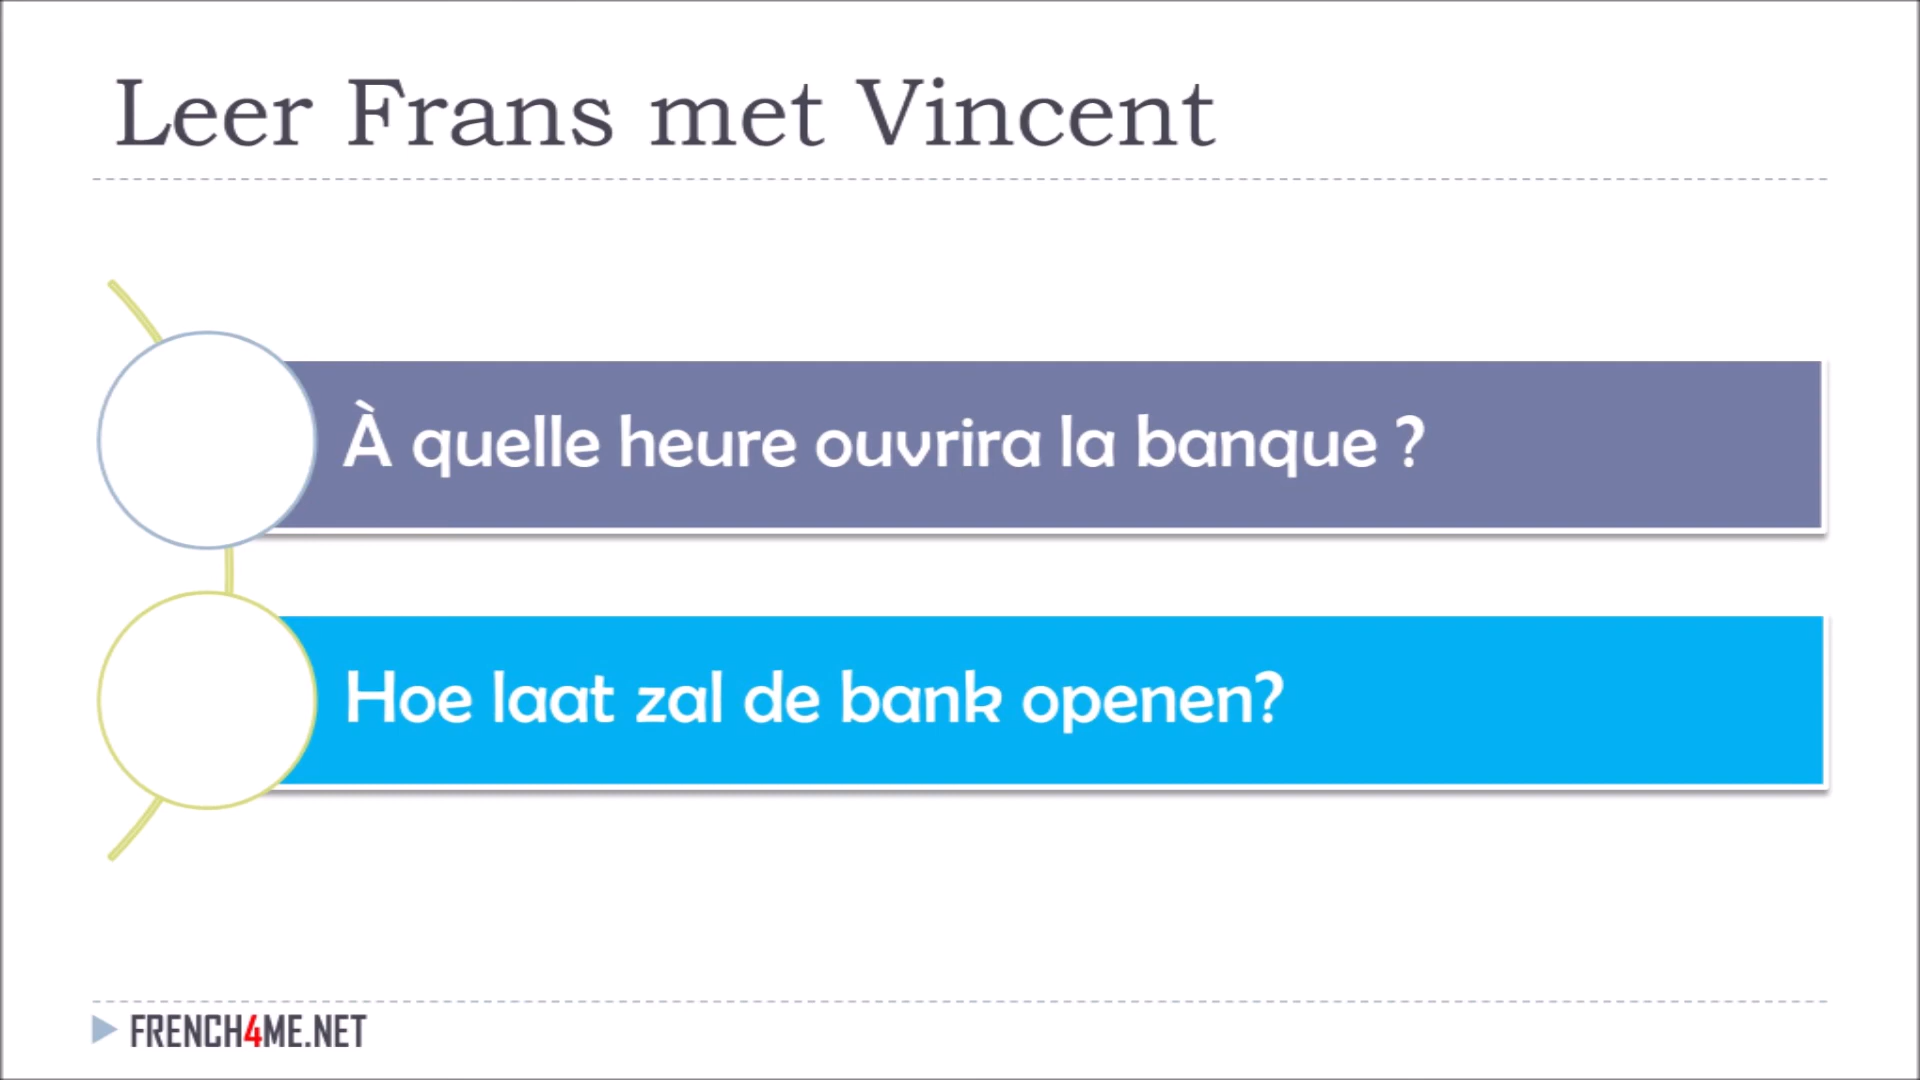 Leer Frans met Vincent
À quelle heure ouvrira la banque ?
Hoe laat zal de bank openen?
FRENCH4ME.NET